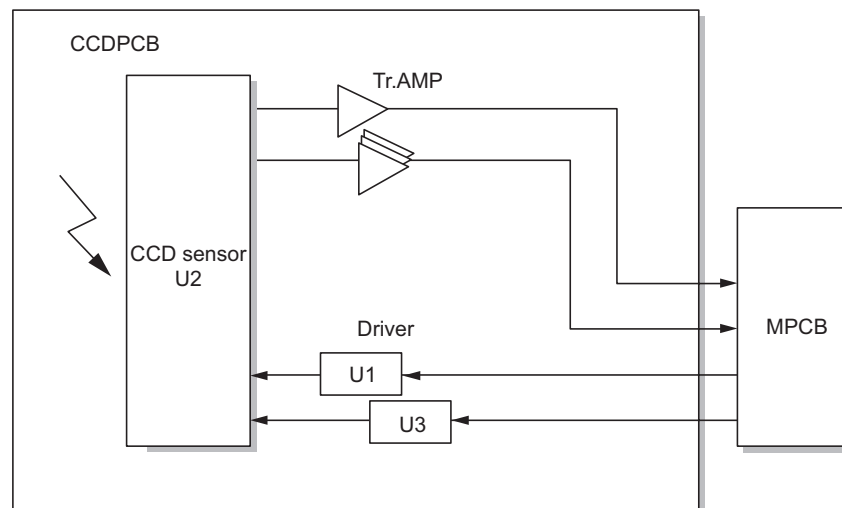 CCDPCB
Tr.AMP
CCD sensor
U2
Driver
U1
U3
MPCB